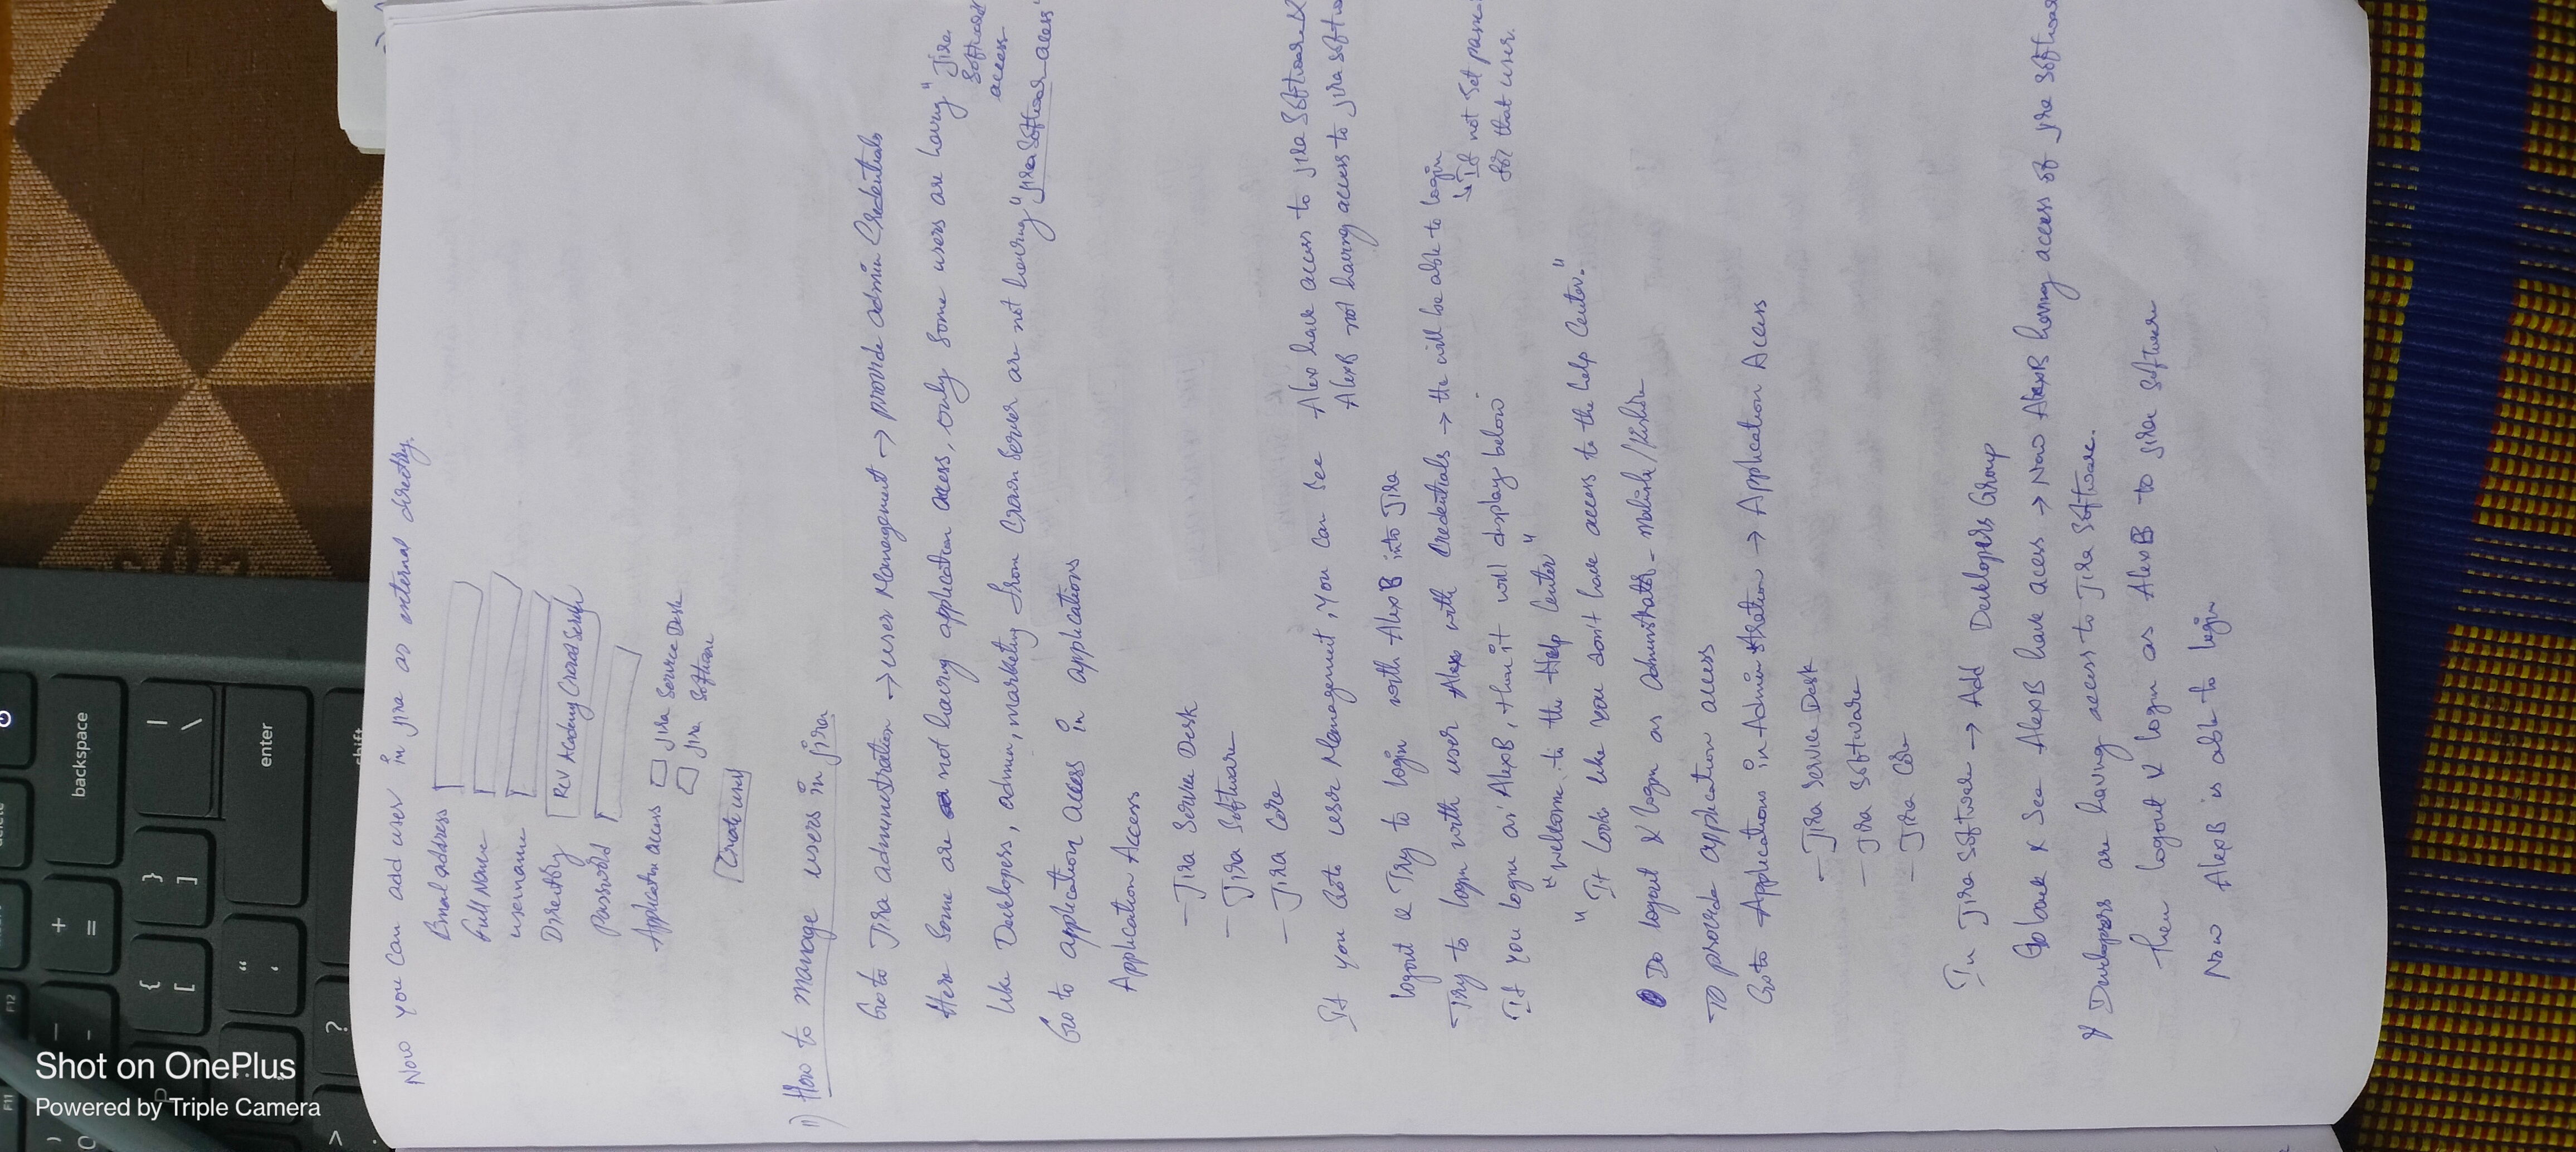 F11
F12
delete
+
=
backspace
{
[
}
]
|
\
"
'
enter
?
shift
Shot on OnePlus
Powered by Triple Camera
Now you can add user in jira as external directory.
Email address
Full Name
username
Directory RCV Academy Crowd Server
Password
Application access Jira Service Desk
Jira Software
Create user
11) How to manage users in jira
Go to Jira administration → user Management → provide admin Credentials
Here Some are not having application access, only some users are having " Jira
Software
access
like Developers, admin, marketing from Crown Server are not having "jira Software access"
Go to application access in applications
Application Access
– Jira Service Desk
– Jira Software
– Jira Core
If you Goto user Management, you can see Alex have access to jira Software &
AlexB not having access to jira softw
logout & Try to login with AlexB into Jira
Try to login with user Alex with Credentials → He will be able to login
↳ If not set passw
for that user.
If you login as AlexB, then it will display below
"Welcome to the Help Center"
"It looks like you don't have access to the help Center."
Do logout & login as Administrator -
To provide application access
Goto Applications in Administration → Application Access
– Jira Service Desk
– Jira Software
– Jira Core
In Jira Software → Add Developers Group
Go back & See AlexB have acess → Now AlexB having access of jira Softwar
& Developers are having access to Jira Software.
Then logout & login as AlexB to jira software
Now AlexB is able to login